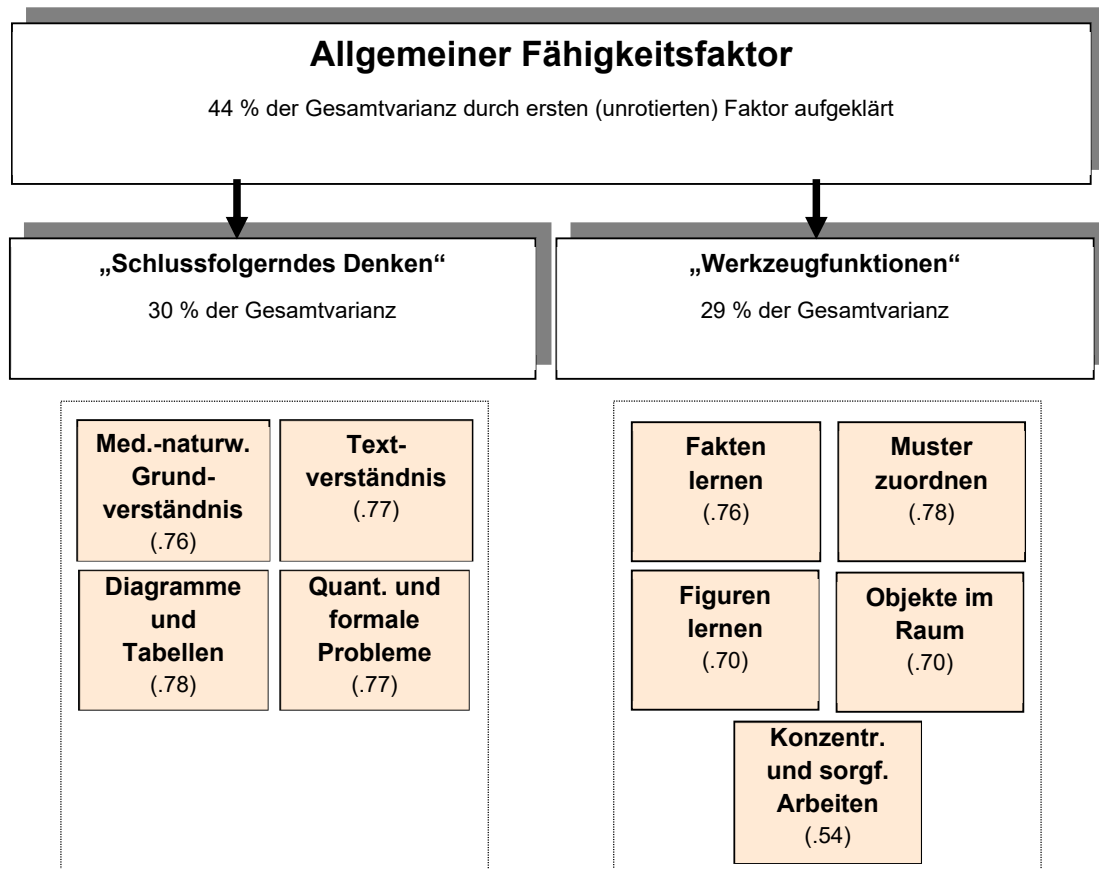 Allgemeiner Fähigkeitsfaktor
44 % der Gesamtvarianz durch ersten (unrotierten) Faktor aufgeklärt
„Schlussfolgerndes Denken“
30 % der Gesamtvarianz
„Werkzeugfunktionen“
29 % der Gesamtvarianz
Med.-naturw.
Grund-
verständnis
(.76)
Text-
verständnis
(.77)
Diagramme
und
Tabellen
(.78)
Quant. und
formale
Probleme
(.77)
Fakten
lernen
(.76)
Muster
zuordnen
(.78)
Figuren
lernen
(.70)
Objekte im
Raum
(.70)
Konzentr.
und sorgf.
Arbeiten
(.54)